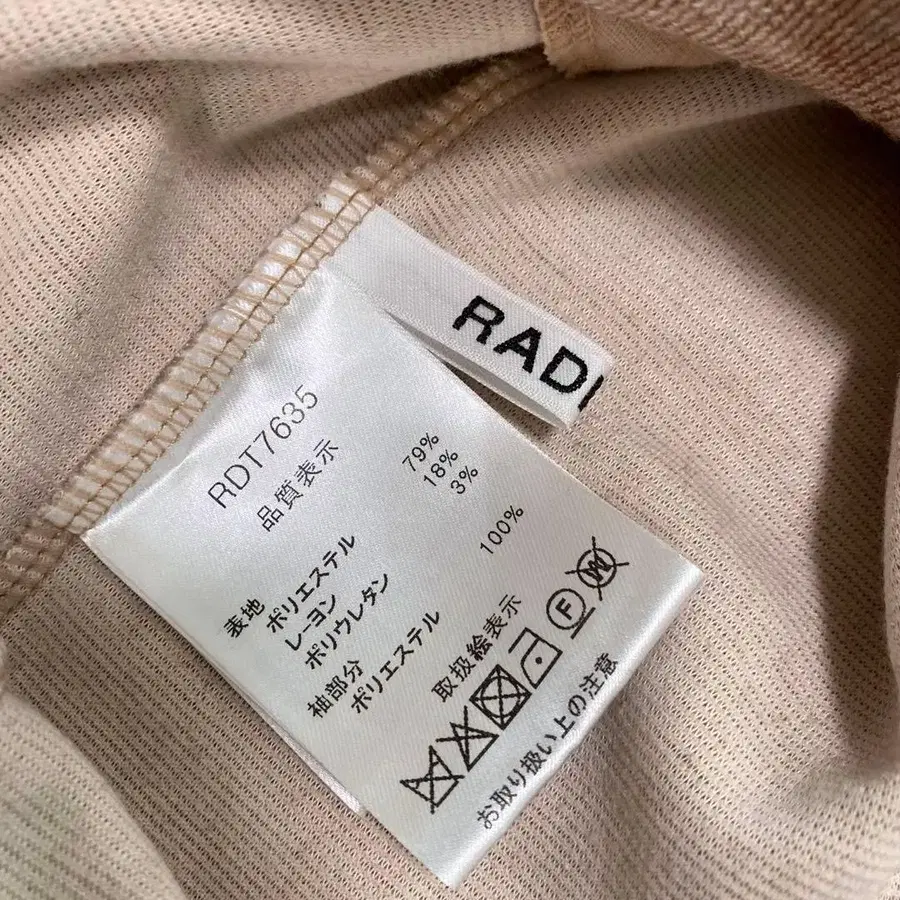 RADI
RDT7635
品質表示
表地
ポリエステル 79%
レーヨン 18%
ポリウレタン 3%
袖部分
ポリエステル 100%
取扱絵表示
F W
お取り扱い上の注意